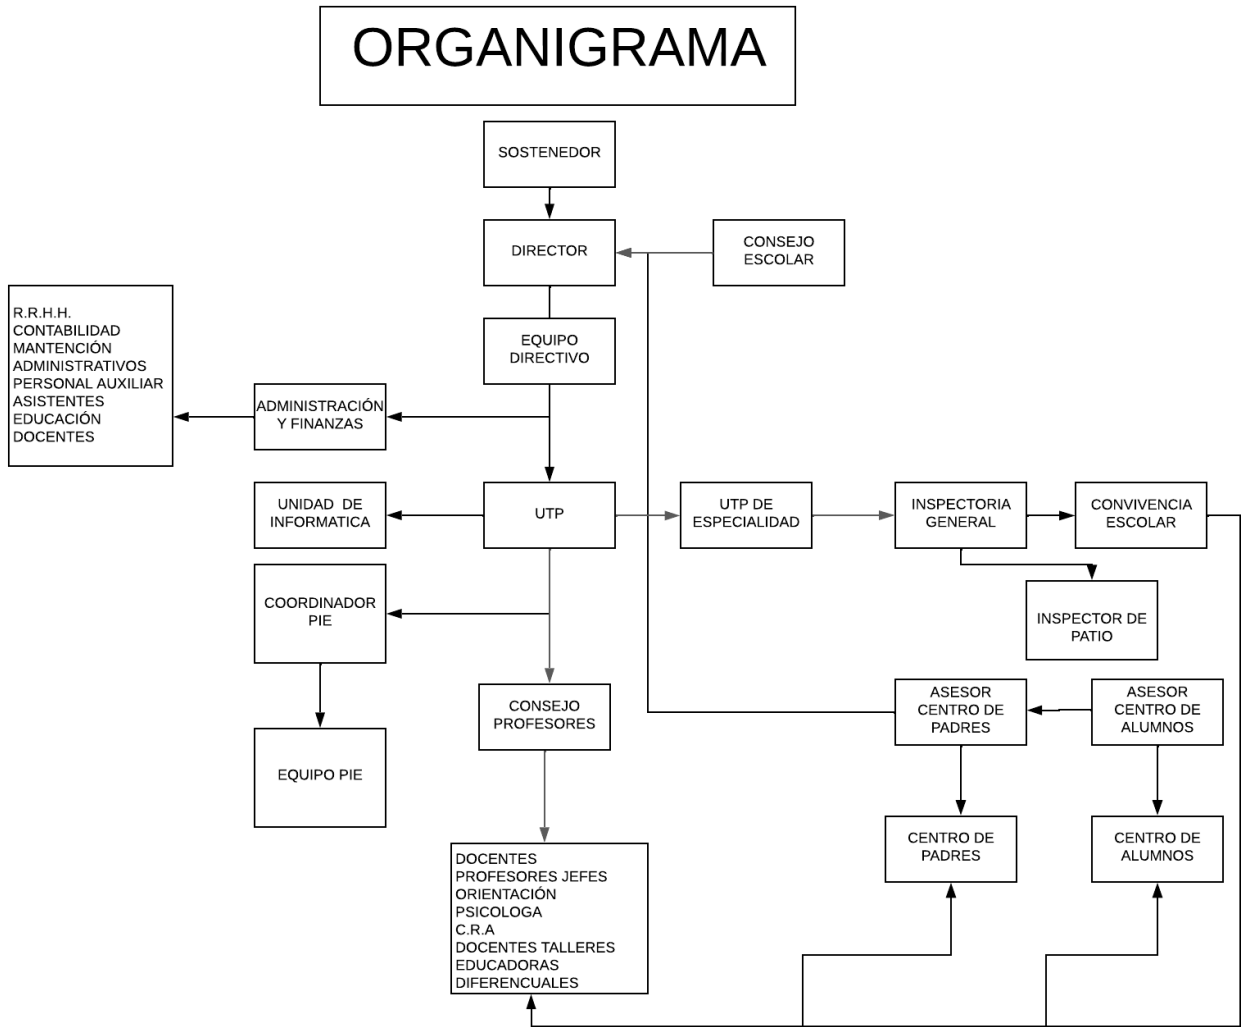 ORGANIGRAMA
SOSTENEDOR
DIRECTOR
CONSEJO
ESCOLAR
EQUIPO
DIRECTIVO
R.R.H.H.
CONTABILIDAD
MANTENCIÓN
ADMINISTRATIVOS
PERSONAL AUXILIAR
ASISTENTES
EDUCACIÓN
DOCENTES
ADMINISTRACIÓN
Y FINANZAS
UNIDAD DE
INFORMATICA
UTP
UTP DE
ESPECIALIDAD
INSPECTORIA
GENERAL
CONVIVENCIA
ESCOLAR
COORDINADOR
PIE
INSPECTOR DE
PATIO
CONSEJO
PROFESORES
ASESOR
CENTRO DE
PADRES
ASESOR
CENTRO DE
ALUMNOS
EQUIPO PIE
CENTRO DE
PADRES
CENTRO DE
ALUMNOS
DOCENTES
PROFESORES JEFES
ORIENTACIÓN
PSICOLOGA
C.R.A
DOCENTES TALLERES
EDUCADORAS
DIFERENCUALES